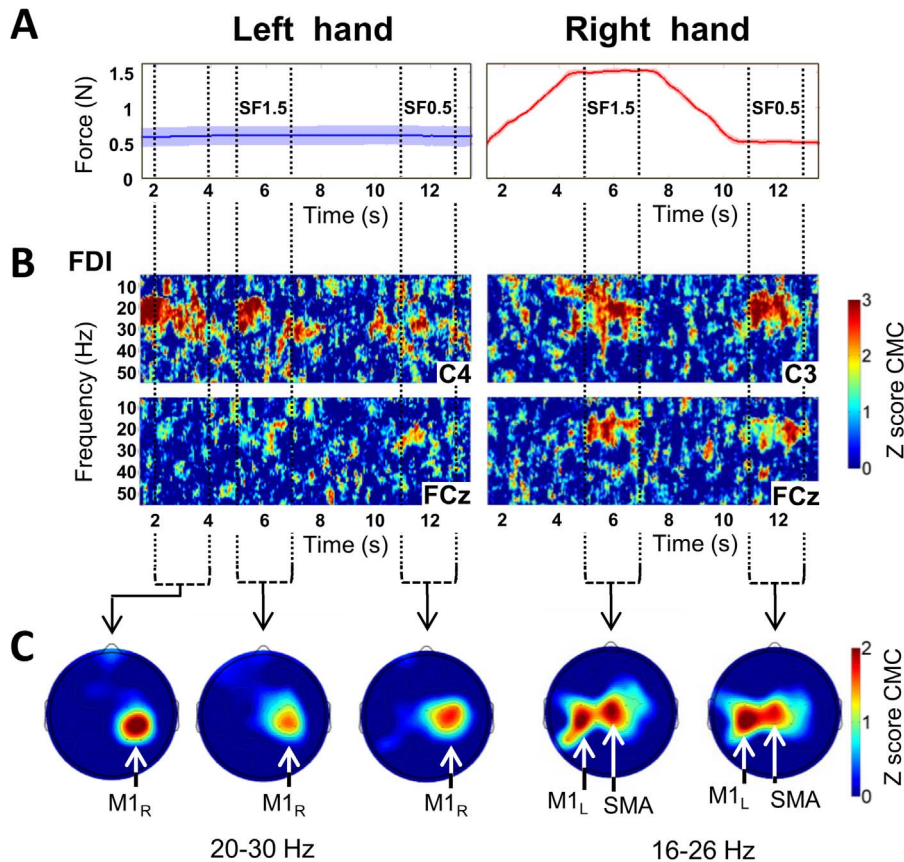 A
Left hand
Right hand
Force (N)
1.5
1
0.5
0
SF1.5
SF0.5
SF1.5
SF0.5
2 4 6 8 10 12
2 4 6 8 10 12
Time (s)
Time (s)
B
FDI
Frequency (Hz)
10
20
30
40
50
C4
C3
10
20
30
40
50
FCz
FCz
2 4 6 8 10 12
2 4 6 8 10 12
Time (s)
Time (s)
3
2
1
0
Z score CMC
C
M1R
M1R
M1R
M1L
SMA
M1L
SMA
2
1
0
Z score CMC
20-30 Hz
16-26 Hz